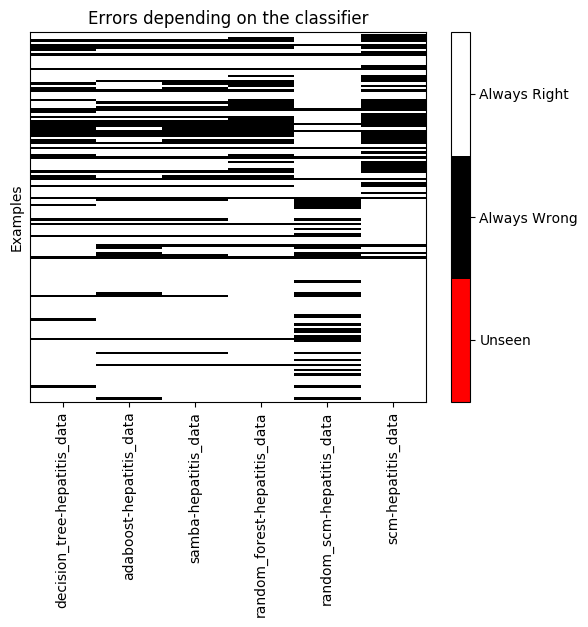 Errors depending on the classifier
Examples
Always Right
Always Wrong
Unseen
decision_tree-hepatitis_data
adaboost-hepatitis_data
samba-hepatitis_data
random_forest-hepatitis_data
random_scm-hepatitis_data
scm-hepatitis_data